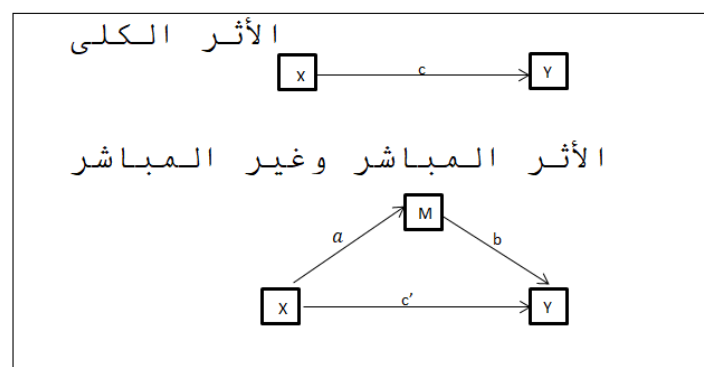 الأثر الكلى
X c Y
الأثر المباشر وغير المباشر
M
a b
X c′ Y